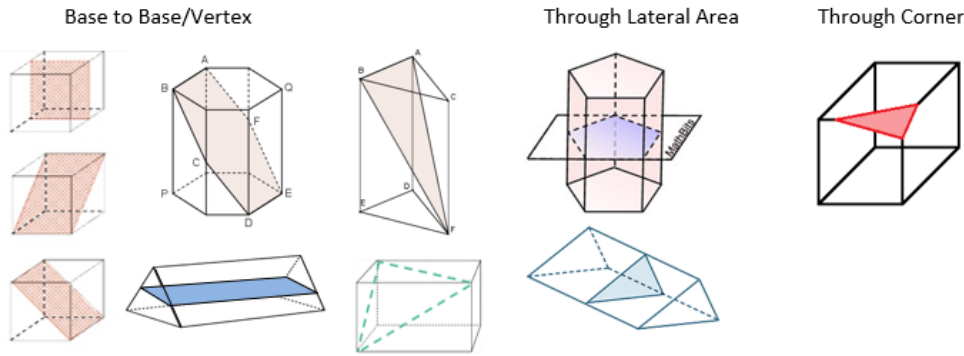 Base to Base/Vertex
Through Lateral Area
Through Corner
A
B
Q
F
C
P
E
D
A
B
C
D
E
F
MathBits